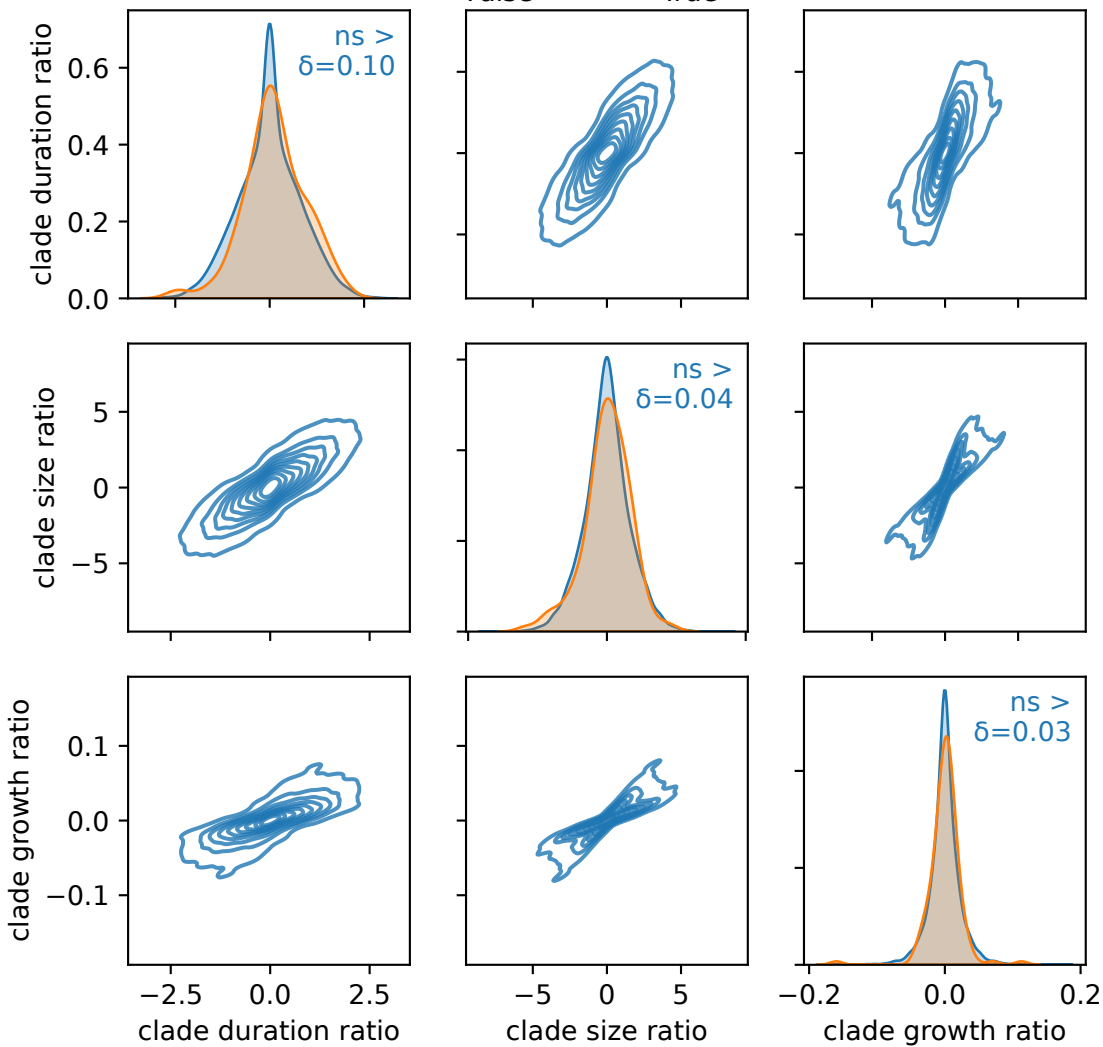 clade duration ratio
0.6
0.4
0.2
0.0
ns >
δ=0.10
clade size ratio
5
0
−5
ns >
δ=0.04
clade growth ratio
0.1
0.0
−0.1
ns >
δ=0.03
−2.5
0.0
2.5
−5
0
5
−0.2
0.0
0.2
clade duration ratio
clade size ratio
clade growth ratio